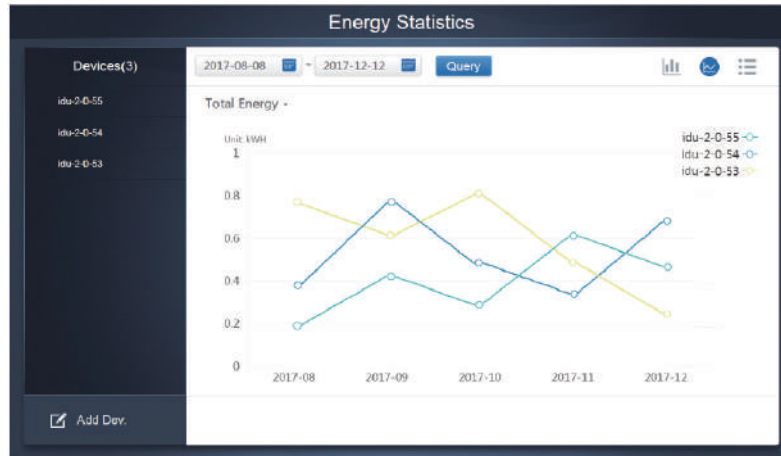 Energy Statistics
Devices(3)
idu-2-0-55
idu-2-0-54
idu-2-0-53
Add Dev.
2017-08-08 ~ 2017-12-12 Query
Total Energy -
Unit: kWH
idu-2-0-55
idu-2-0-54
idu-2-0-53
1
0.8
0.6
0.4
0.2
0
2017-08 2017-09 2017-10 2017-11 2017-12